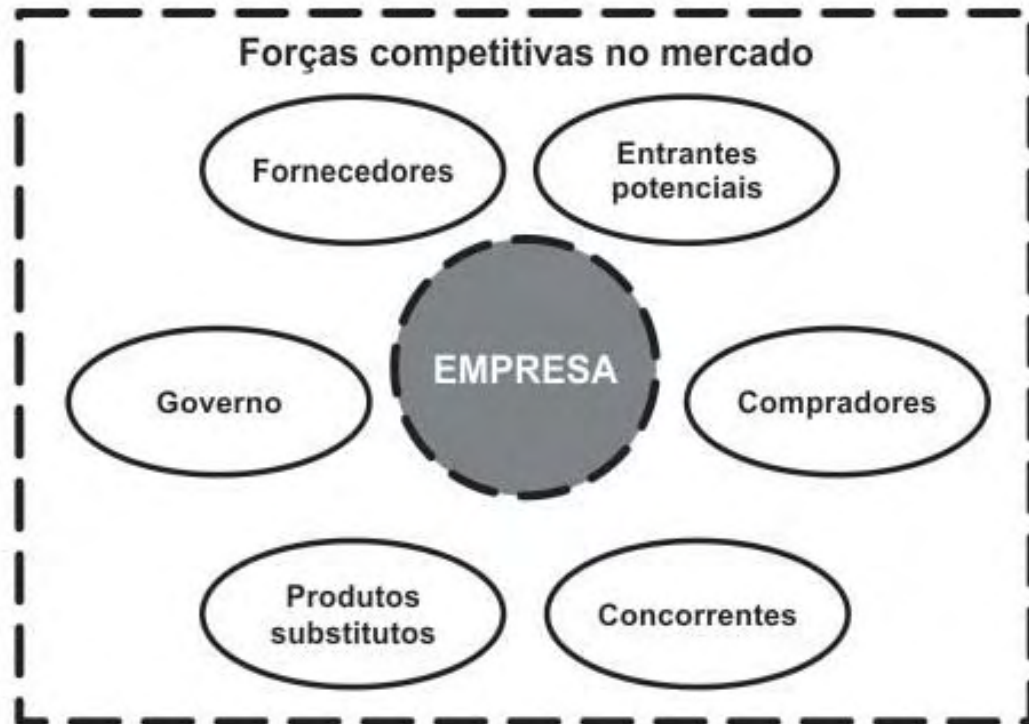 Forças competitivas no mercado
Fornecedores
Entrantes
potenciais
EMPRESA
Governo
Compradores
Produtos
substitutos
Concorrentes